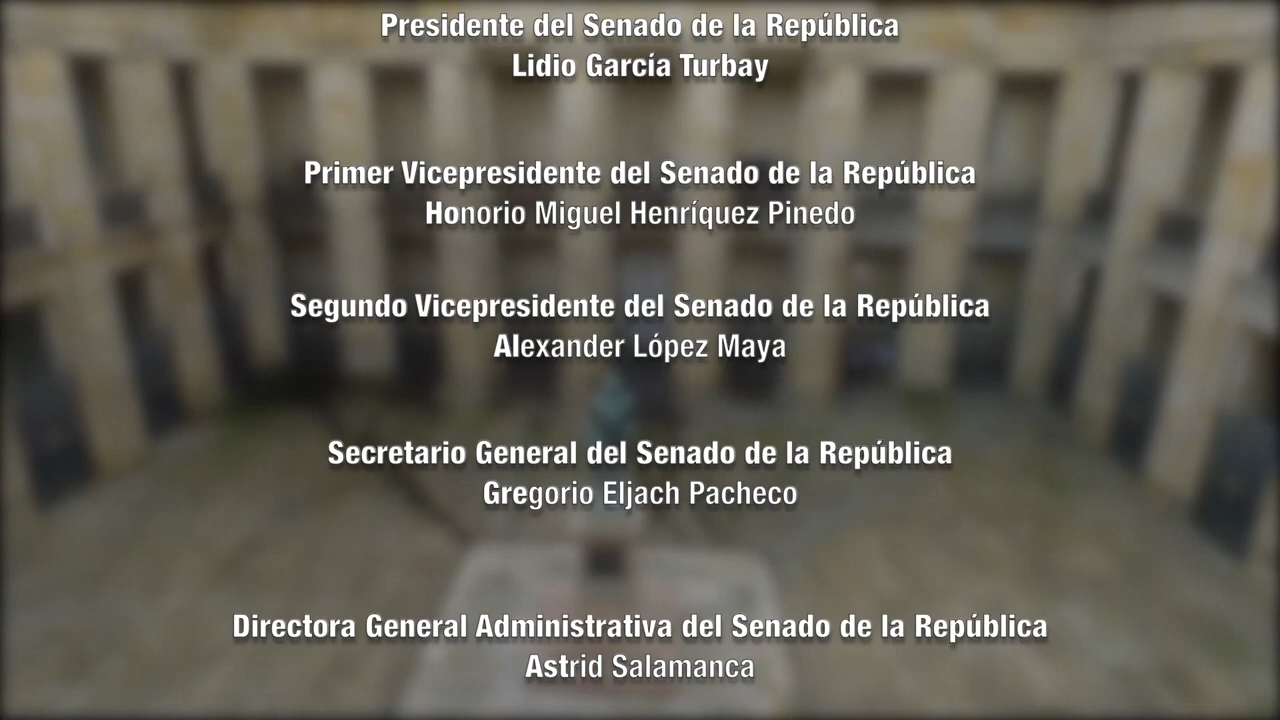 Presidente del Senado de la República
Lidio García Turbay
Primer Vicepresidente del Senado de la República
Honorio Miguel Henríquez Pinedo
Segundo Vicepresidente del Senado de la República
Alexander López Maya
Secretario General del Senado de la República
Gregorio Eljach Pacheco
Directora General Administrativa del Senado de la República
Astrid Salamanca